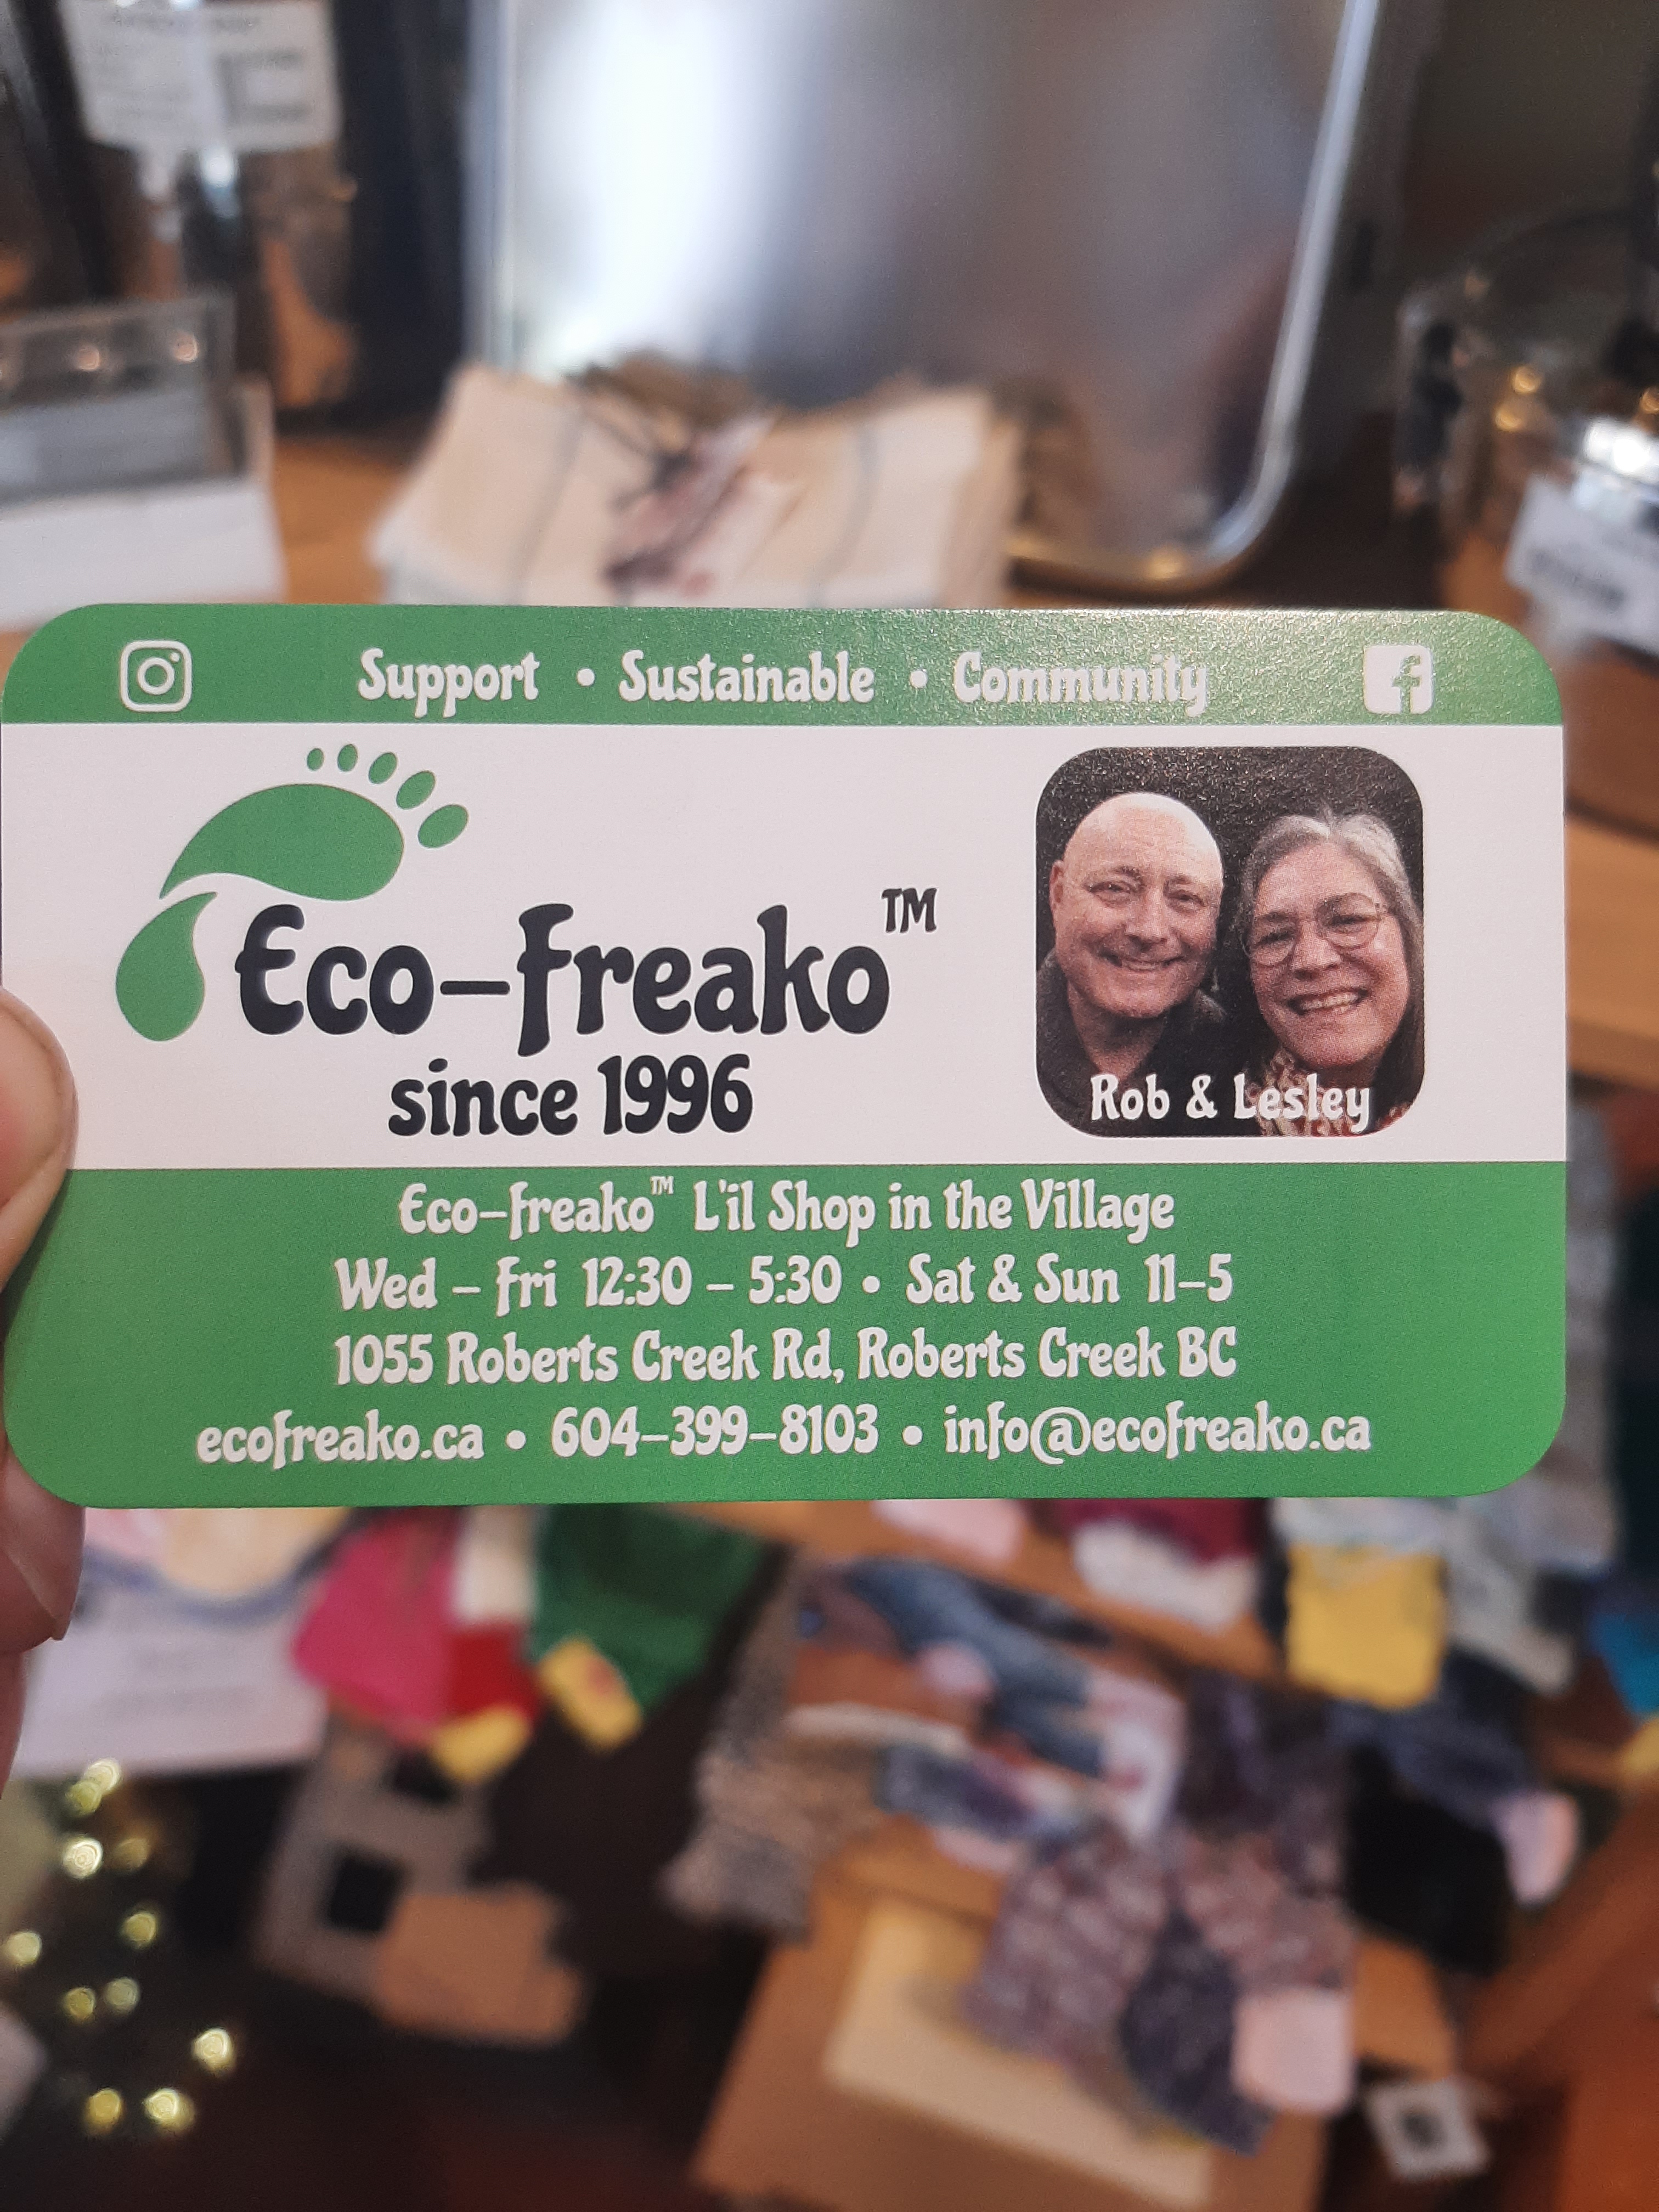 Support • Sustainable • Community
Eco-freako™
since 1996
Rob & Lesley
Eco-freako™ L'il Shop in the Village
Wed – Fri 12:30 – 5:30 • Sat & Sun 11–5
1055 Roberts Creek Rd, Roberts Creek BC
ecofreako.ca • 604-399-8103 • info@ecofreako.ca